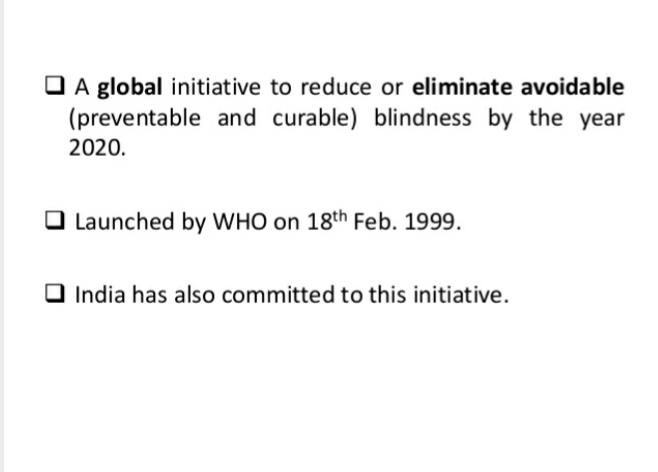 ❑ A global initiative to reduce or eliminate avoidable
(preventable and curable) blindness by the year
2020.
❑ Launched by WHO on 18th Feb. 1999.
❑ India has also committed to this initiative.